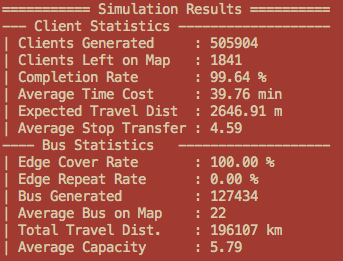 =========== Simulation Results ==========
--- Client Statistics -------------------
| Clients Generated     : 505904
| Clients Left on Map   : 1841
| Completion Rate       : 99.64 %
| Average Time Cost     : 39.76 min
| Expected Travel Dist  : 2646.91 m
| Average Stop Transfer : 4.59
---- Bus Statistics   -------------------
| Edge Cover Rate       : 100.00 %
| Edge Repeat Rate      : 0.00 %
| Bus Generated         : 127434
| Average Bus on Map    : 22
| Total Travel Dist.    : 196107 km
| Average Capacity      : 5.79